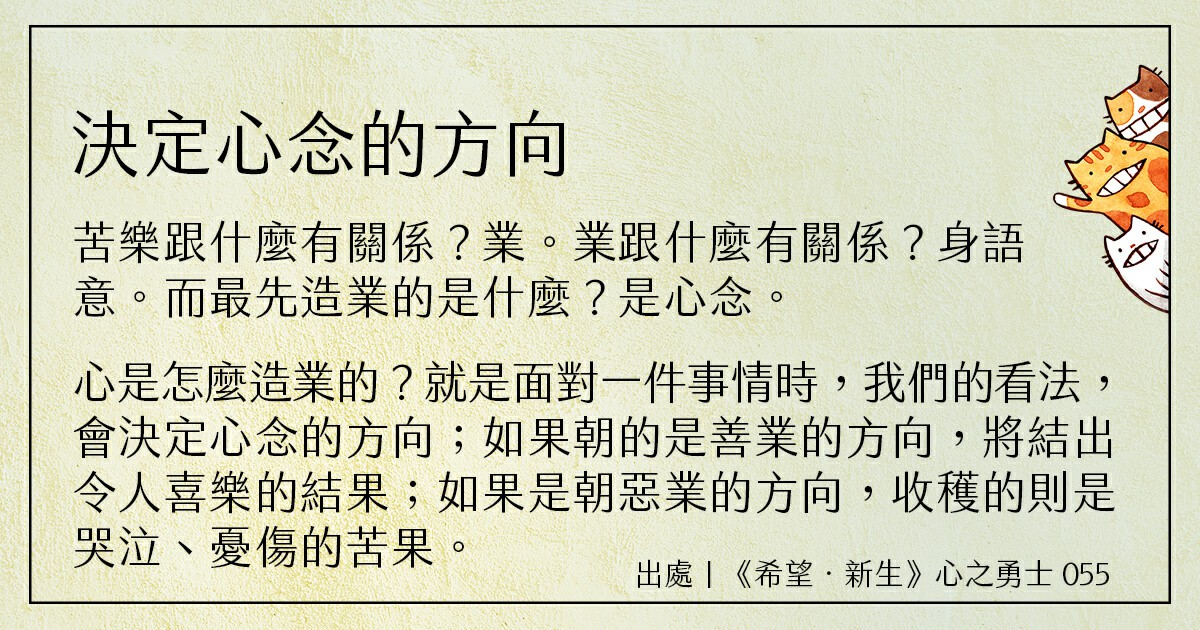 決定心念的方向
苦樂跟什麼有關係？業。業跟什麼有關係？身語
意。而最先造業的是什麼？是心念。
心是怎麼造業的？就是面對一件事情時，我們的看法，
會決定心念的方向；如果朝的是善業的方向，將結出
令人喜樂的結果；如果是朝惡業的方向，收穫的則是
哭泣、憂傷的苦果。
出處｜《希望．新生》心之勇士 055